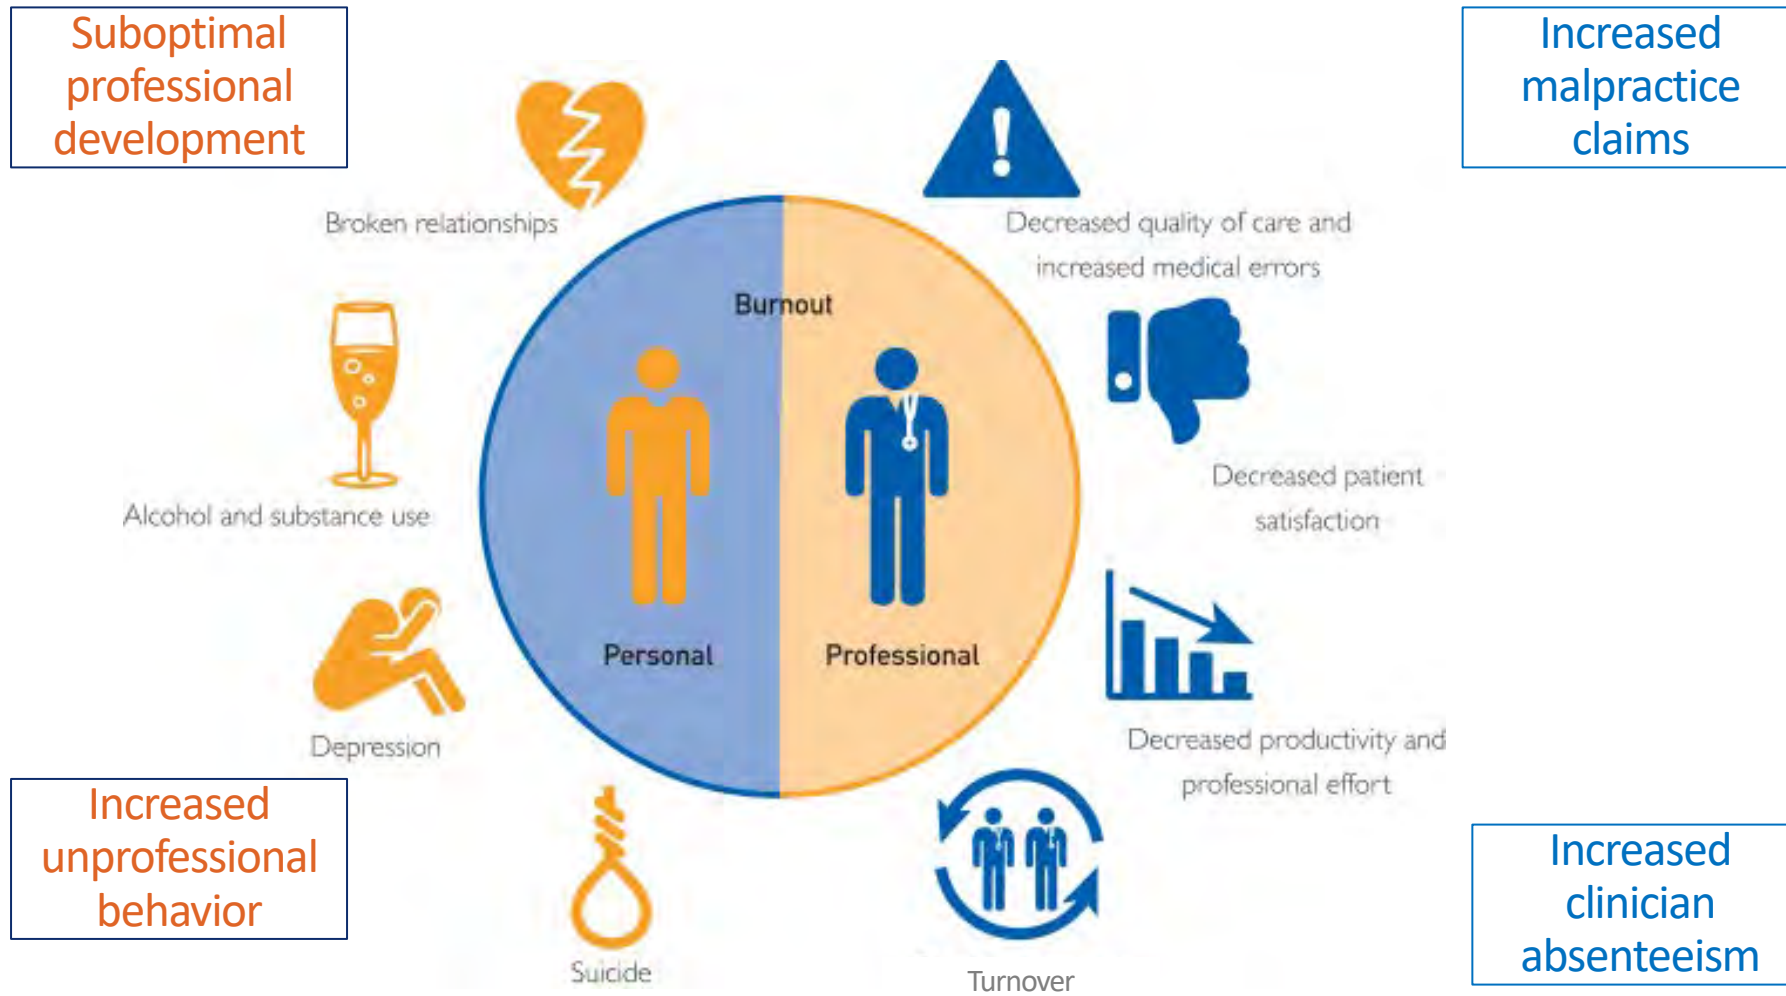 Suboptimal
professional
development
Increased
malpractice
claims
Broken relationships
Decreased quality of care and
increased medical errors
Burnout
Alcohol and substance use
Decreased patient
satisfaction
Personal
Professional
Depression
Decreased productivity and
professional effort
Increased
unprofessional
behavior
Suicide
Turnover
Increased
clinician
absenteeism